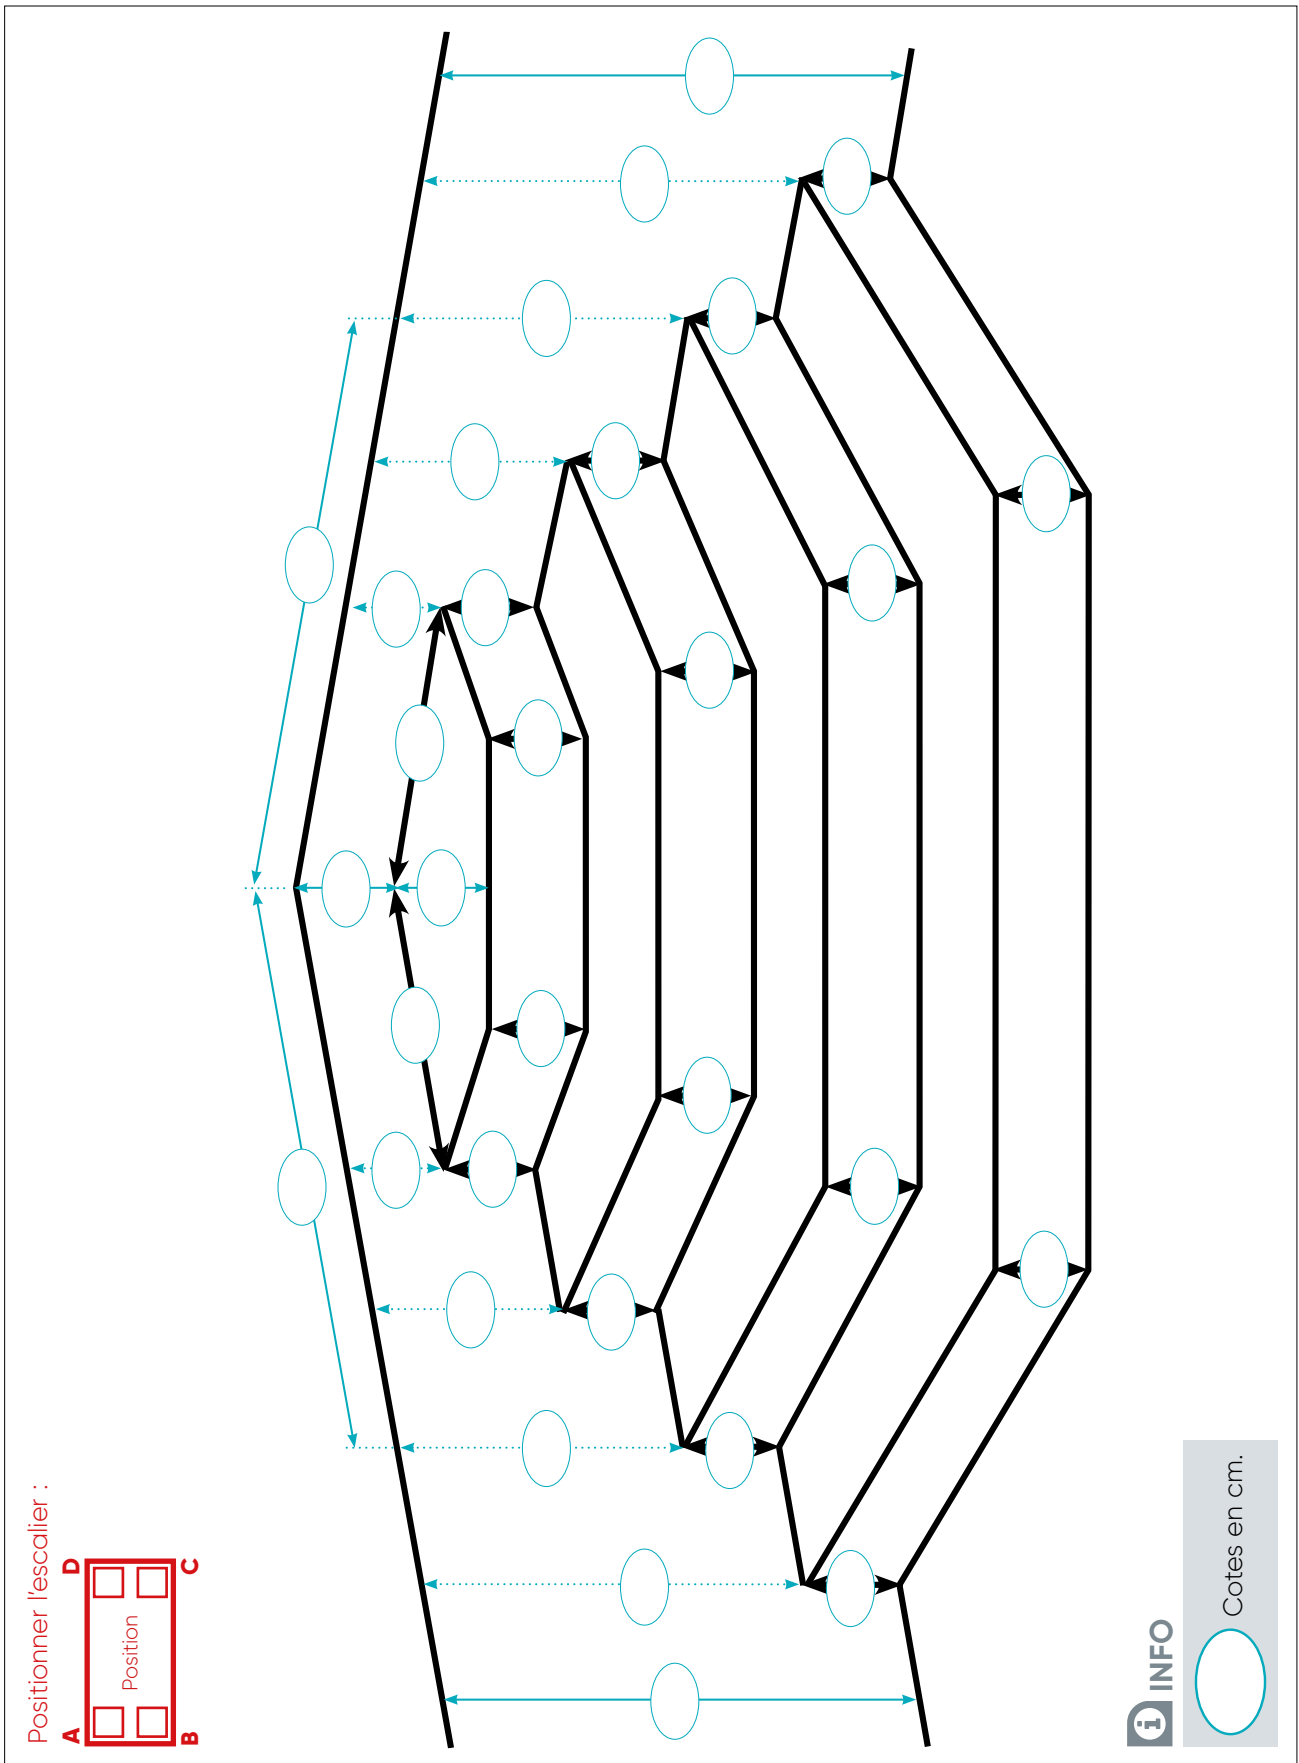 Positionner l'escalier :
A D
Position
B C
INFO
Cotes en cm.